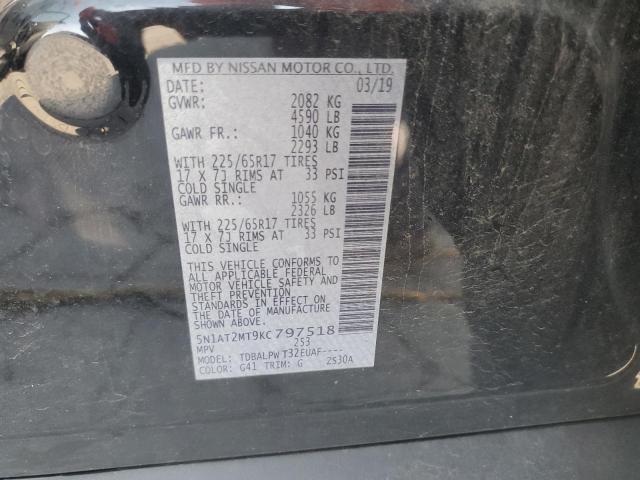 MFD BY NISSAN MOTOR CO., LTD.
DATE: 03/19
GVWR: 2082 KG
4590 LB
GAWR FR.: 1040 KG
2293 LB
WITH 225/65R17 TIRES
17 X 7J RIMS AT 33 PSI
COLD SINGLE
GAWR RR.: 1055 KG
2326 LB
WITH 225/65R17 TIRES
17 X 7J RIMS AT 33 PSI
COLD SINGLE
THIS VEHICLE CONFORMS TO
ALL APPLICABLE FEDERAL
MOTOR VEHICLE SAFETY AND
THEFT PREVENTION
STANDARDS IN EFFECT ON
DATE OF MANUFACTURE.
5N1AT2MT9KC797518
MPV 253
MODEL: TDBALPW T32EUAF----
COLOR: G41 TRIM: G 2S30A